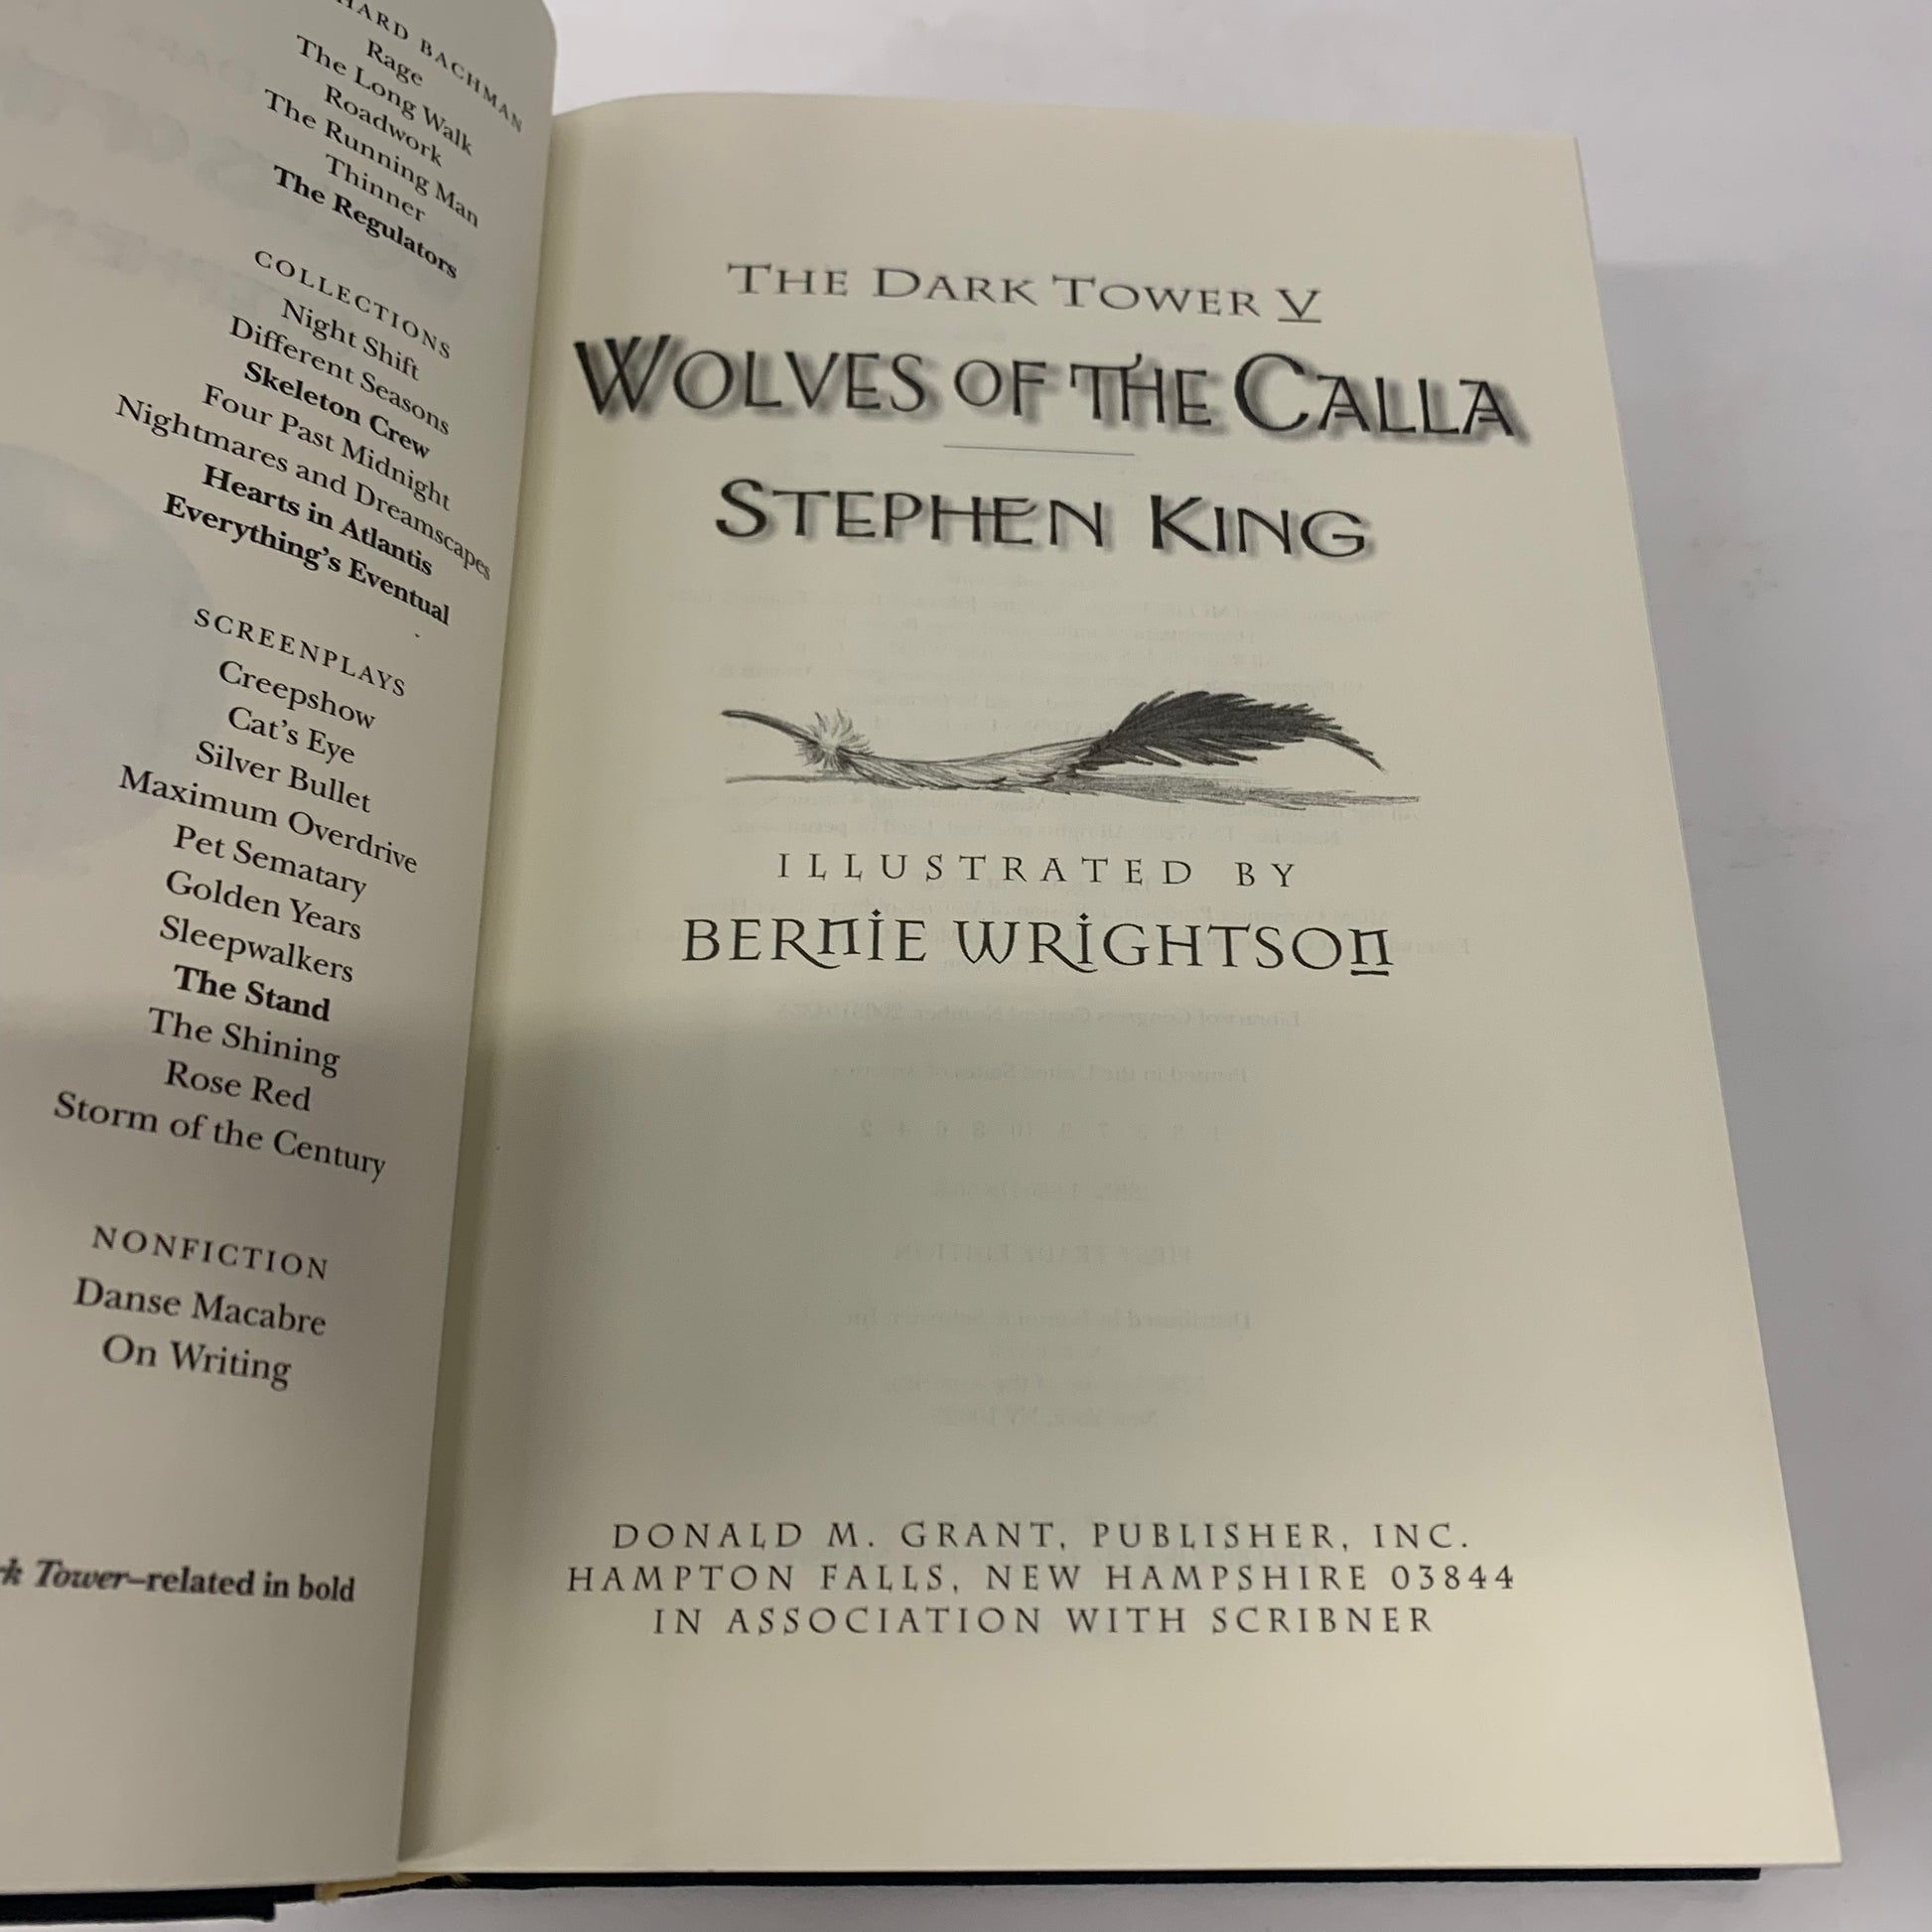 BACHMAN
Rage
The Long Walk
Roadwork
The Running Man
Thinner
The Regulators
COLLECTIONS
Night Shift
Different Seasons
Skeleton Crew
Four Past Midnight
Nightmares and Dreamscapes
Hearts in Atlantis
Everything's Eventual
SCREENPLAYS
Creepshow
Cat's Eye
Silver Bullet
Maximum Overdrive
Pet Sematary
Golden Years
Sleepwalkers
The Stand
The Shining
Rose Red
Storm of the Century
NONFICTION
Danse Macabre
On Writing
Tower–related in bold
THE DARK TOWER V
WOLVES OF THE CALLA
STEPHEN KING
ILLUSTRATED BY
BERNIE WRIGHTSON
DONALD M. GRANT, PUBLISHER, INC.
HAMPTON FALLS, NEW HAMPSHIRE 03844
IN ASSOCIATION WITH SCRIBNER